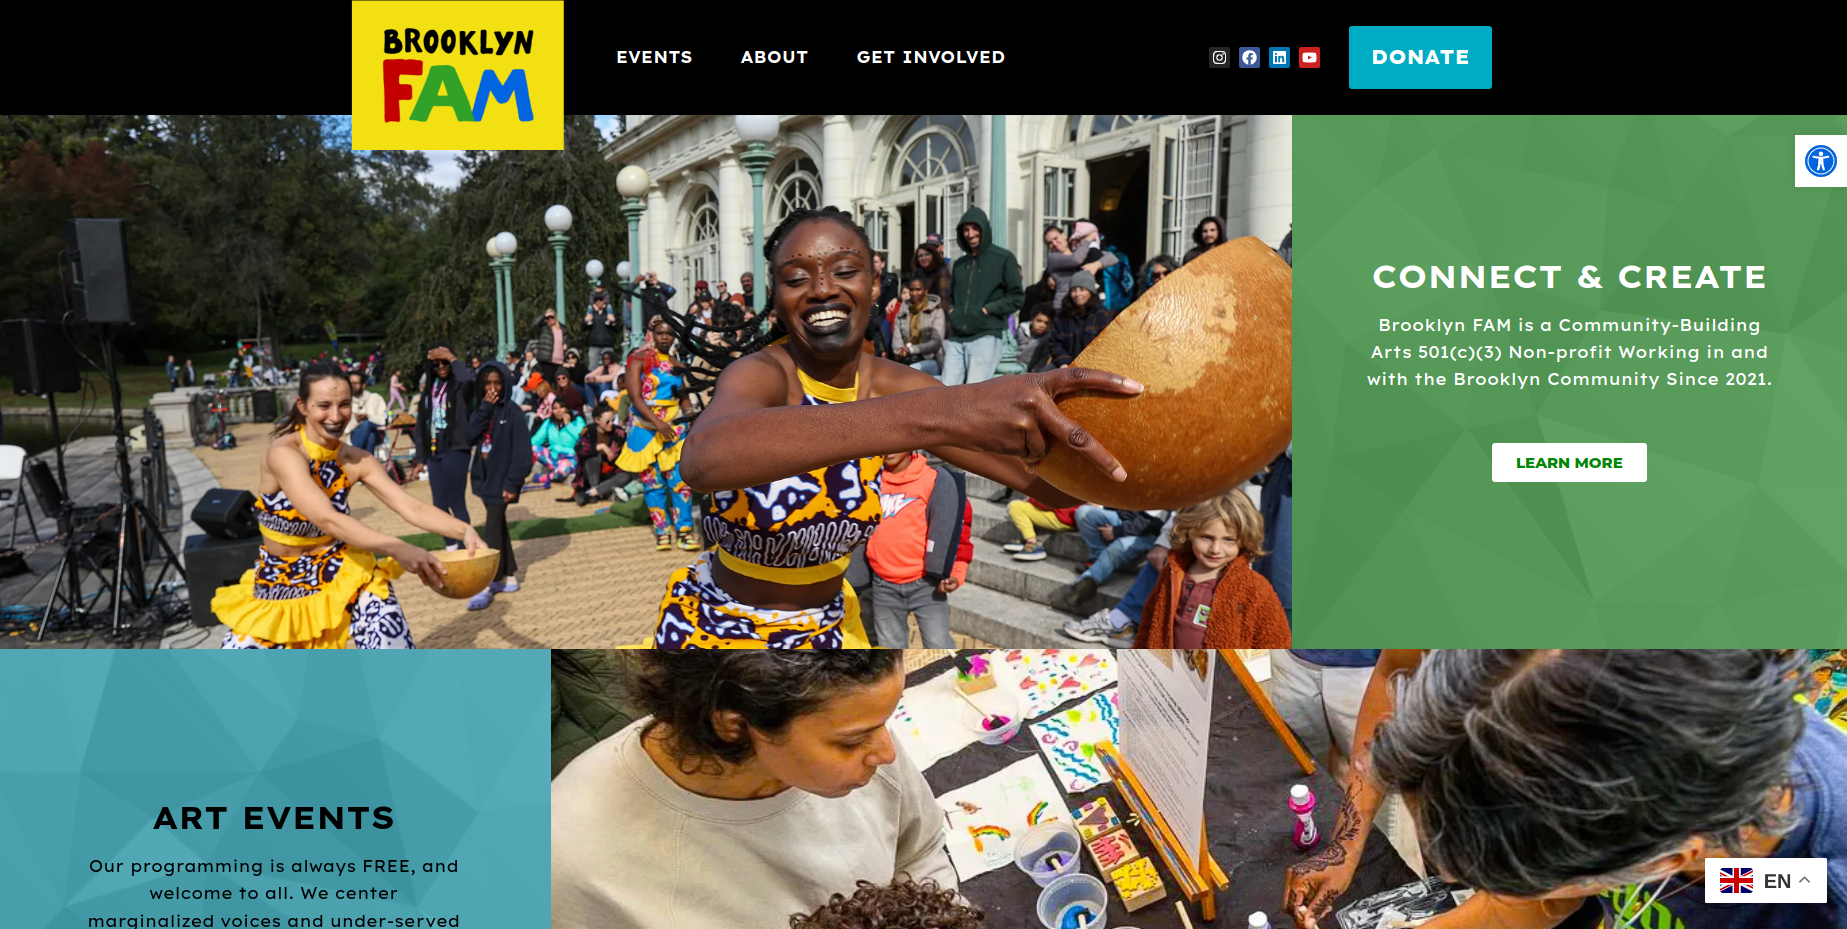 BROOKLYN
FAM
EVENTS
ABOUT
GET INVOLVED
DONATE
CONNECT & CREATE
Brooklyn FAM is a Community-Building
Arts 501(c)(3) Non-profit Working in and
with the Brooklyn Community Since 2021.
LEARN MORE
ART EVENTS
Our programming is always FREE, and
welcome to all. We center
marginalized voices and under-served
EN